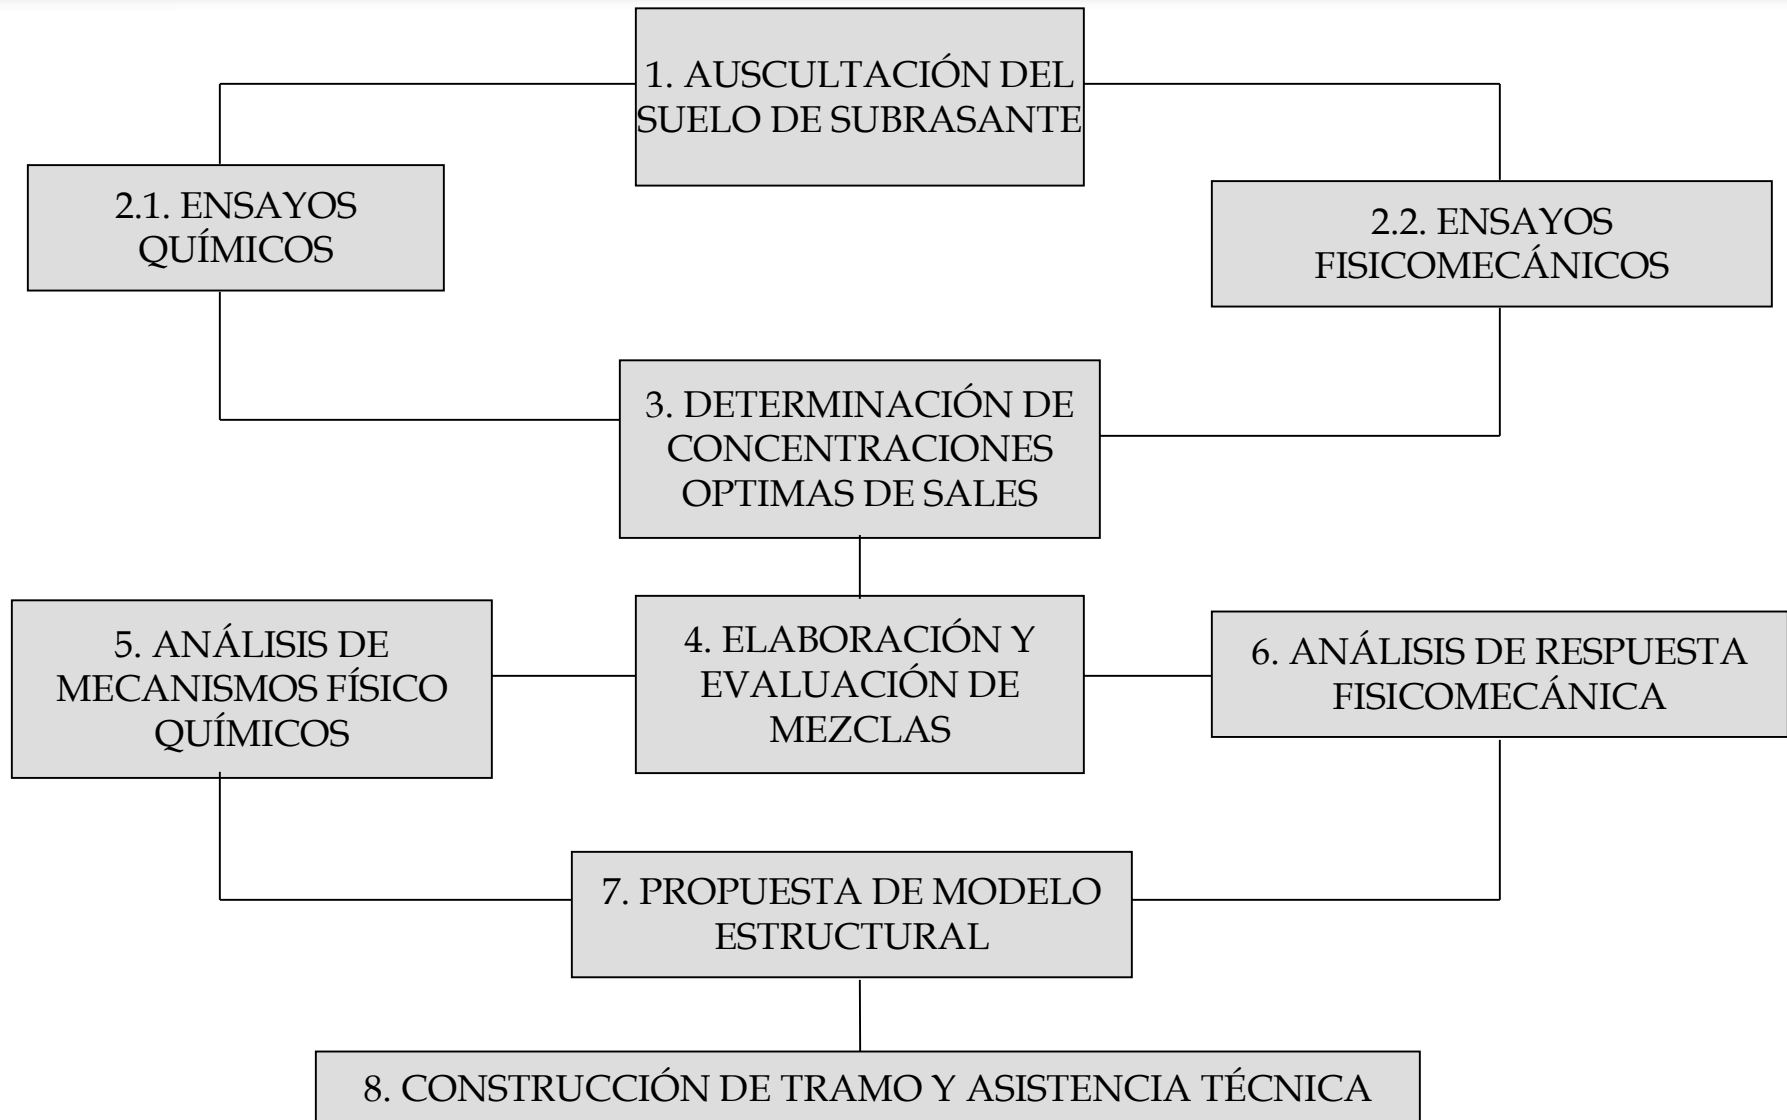 1. AUSCULTACIÓN DEL
SUELO DE SUBRASANTE
2.1. ENSAYOS
QUÍMICOS
2.2. ENSAYOS
FISICOMECÁNICOS
3. DETERMINACIÓN DE
CONCENTRACIONES
OPTIMAS DE SALES
5. ANÁLISIS DE
MECANISMOS FÍSICO
QUÍMICOS
4. ELABORACIÓN Y
EVALUACIÓN DE
MEZCLAS
6. ANÁLISIS DE RESPUESTA
FISICOMECÁNICA
7. PROPUESTA DE MODELO
ESTRUCTURAL
8. CONSTRUCCIÓN DE TRAMO Y ASISTENCIA TÉCNICA